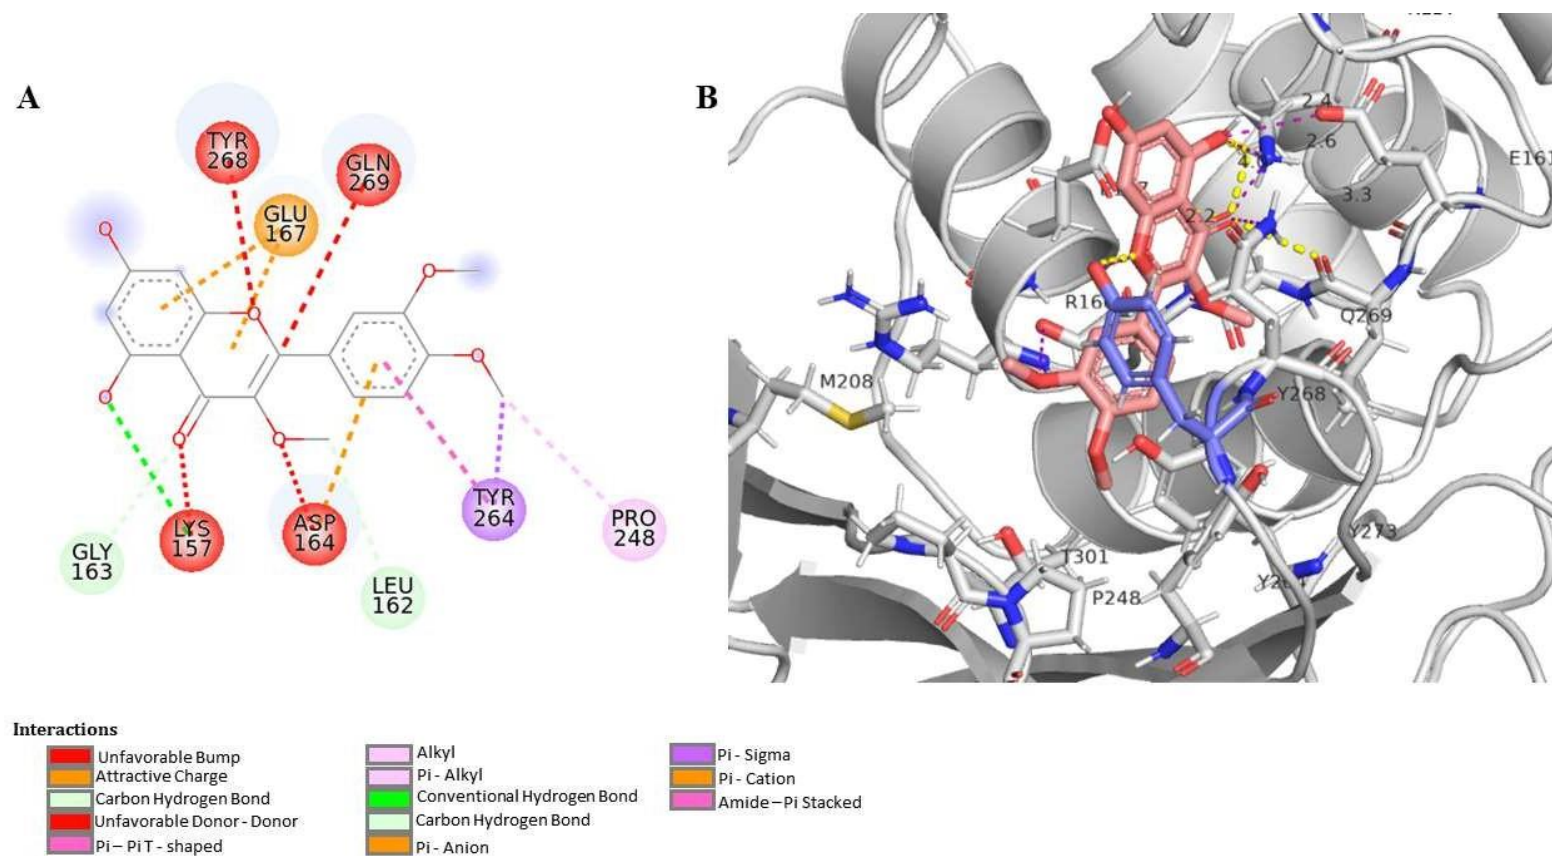 A
TYR
268
GLN
269
GLU
167
LYS
157
ASP
164
TYR
264
PRO
248
GLY
163
LEU
162
O
O
O
O
O
O
O
B
2.4
2.6
E161
3.3
2.2
R166
Q269
M208
Y268
Y273
T301
P248
Interactions
Unfavorable Bump
Attractive Charge
Carbon Hydrogen Bond
Unfavorable Donor - Donor
Pi – Pi T - shaped
Alkyl
Pi - Alkyl
Conventional Hydrogen Bond
Carbon Hydrogen Bond
Pi - Anion
Pi - Sigma
Pi - Cation
Amide – Pi Stacked